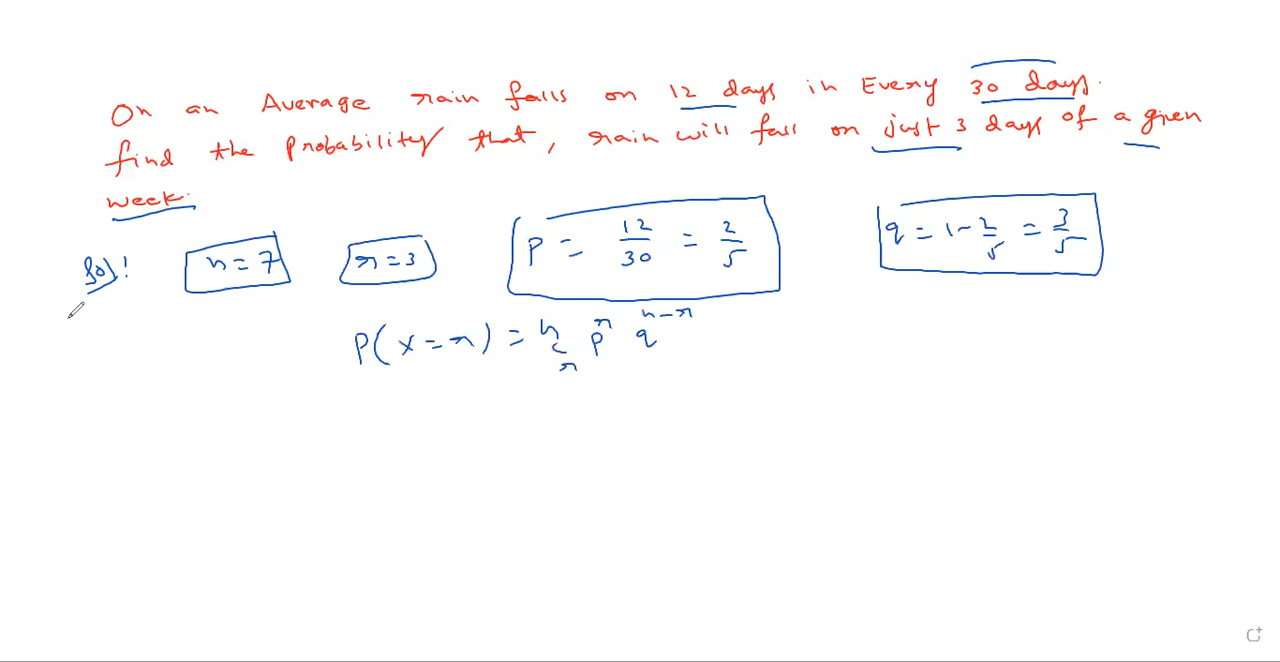 On an Average rain falls on 12 days in Every 30 days.
find the Probability that, rain will fall on just 3 days of a given
week.
Sol! n = 7 r = 3 p = 12/30 = 2/5 q = 1 - 2/5 = 3/5
P(x = r) = n c r p^r q^n-r